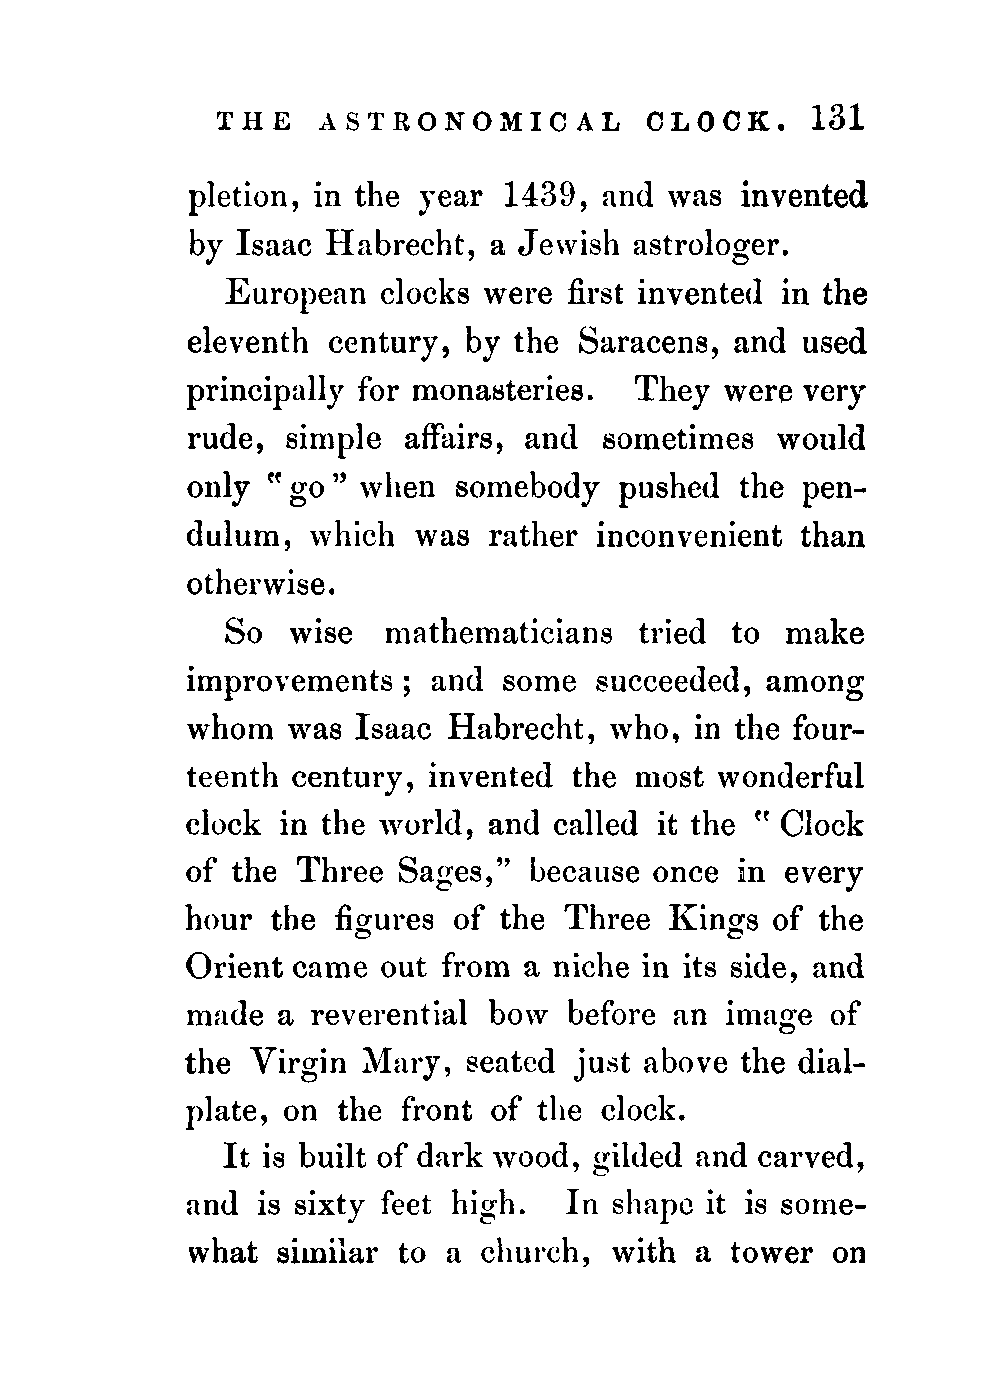 THE ASTRONOMICAL CLOCK. 131
pletion, in the year 1439, and was invented
by Isaac Habrecht, a Jewish astrologer.
European clocks were first invented in the
eleventh century, by the Saracens, and used
principally for monasteries. They were very
rude, simple affairs, and sometimes would
only "go" when somebody pushed the pen-
dulum, which was rather inconvenient than
otherwise.
So wise mathematicians tried to make
improvements; and some succeeded, among
whom was Isaac Habrecht, who, in the four-
teenth century, invented the most wonderful
clock in the world, and called it the "Clock
of the Three Sages," because once in every
hour the figures of the Three Kings of the
Orient came out from a niche in its side, and
made a reverential bow before an image of
the Virgin Mary, seated just above the dial-
plate, on the front of the clock.
It is built of dark wood, gilded and carved,
and is sixty feet high. In shape it is some-
what similar to a church, with a tower on